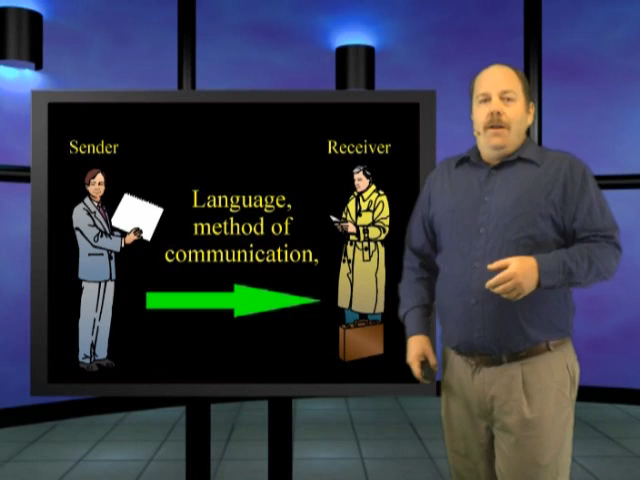 Sender
Receiver
Language,
method of
communication,